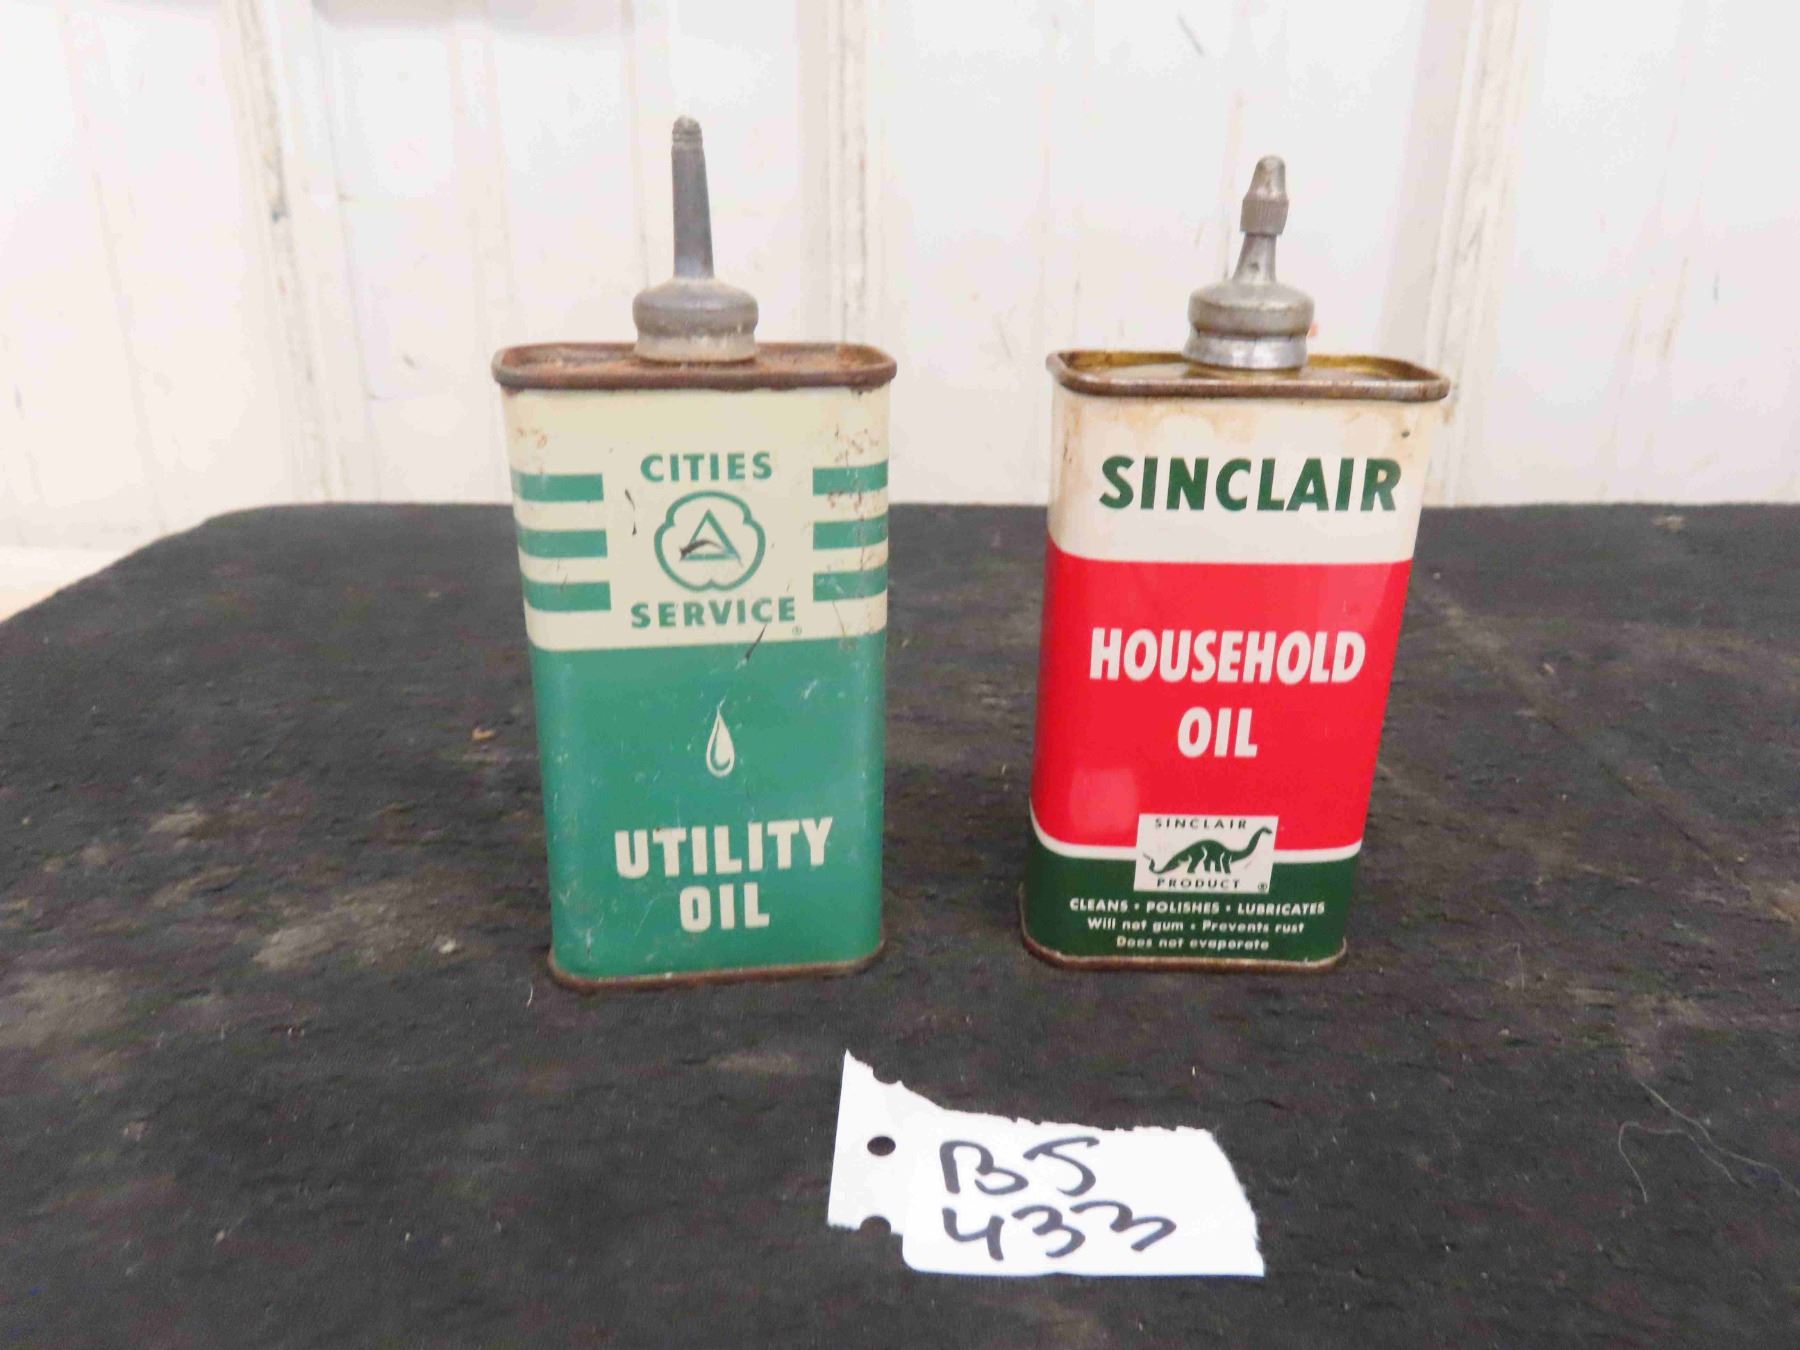 CITIES
SERVICE
®
UTILITY
OIL
SINCLAIR
HOUSEHOLD
OIL
SINCLAIR
PRODUCT ®
CLEANS • POLISHES • LUBRICATES
Will not gum • Prevents rust
Does not evaporate
B5
433